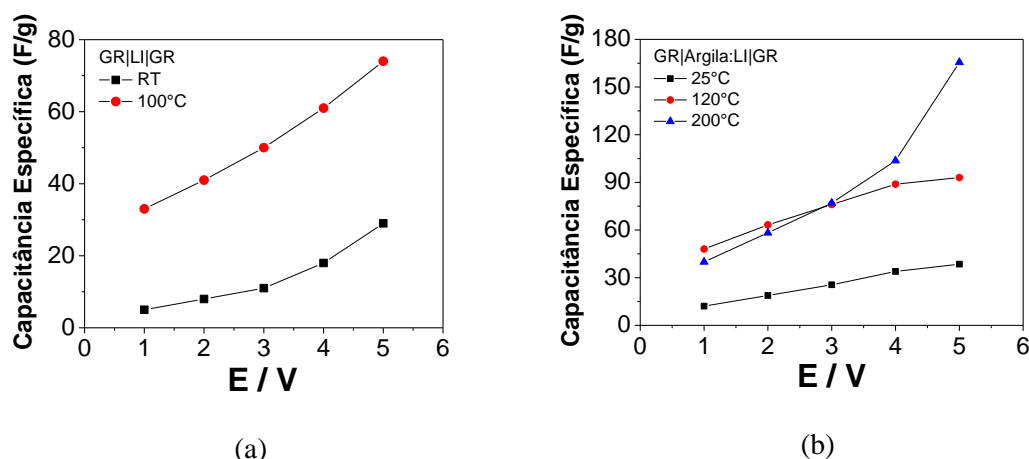 GR|LI|GR
RT
100°C
80
60
40
20
0
0 1 2 3 4 5 6
Capacitância Específica (F/g)
E / V
(a)
GR|Argila:LI|GR
25°C
120°C
200°C
180
150
120
90
60
30
0
0 1 2 3 4 5 6
Capacitância Específica (F/g)
E / V
(b)